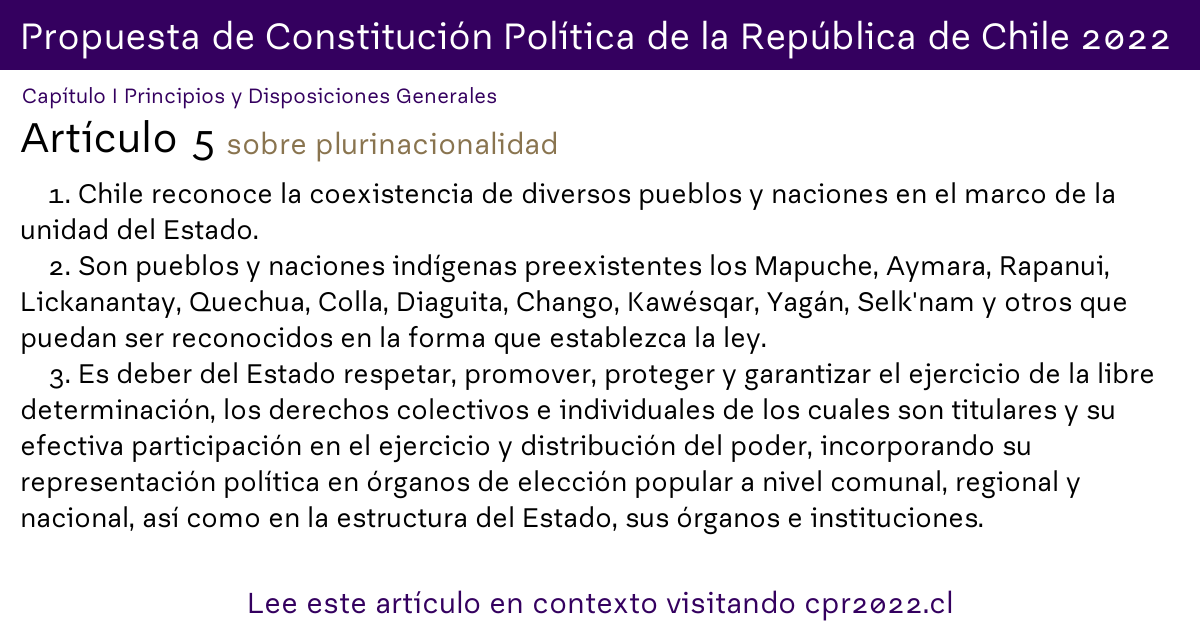 Propuesta de Constitución Política de la República de Chile 2022
Capítulo I Principios y Disposiciones Generales
Artículo 5 sobre plurinacionalidad
1. Chile reconoce la coexistencia de diversos pueblos y naciones en el marco de la
unidad del Estado.
2. Son pueblos y naciones indígenas preexistentes los Mapuche, Aymara, Rapanui,
Lickanantay, Quechua, Colla, Diaguita, Chango, Kawésqar, Yagán, Selk'nam y otros que
puedan ser reconocidos en la forma que establezca la ley.
3. Es deber del Estado respetar, promover, proteger y garantizar el ejercicio de la libre
determinación, los derechos colectivos e individuales de los cuales son titulares y su
efectiva participación en el ejercicio y distribución del poder, incorporando su
representación política en órganos de elección popular a nivel comunal, regional y
nacional, así como en la estructura del Estado, sus órganos e instituciones.
Lee este artículo en contexto visitando cpr2022.cl